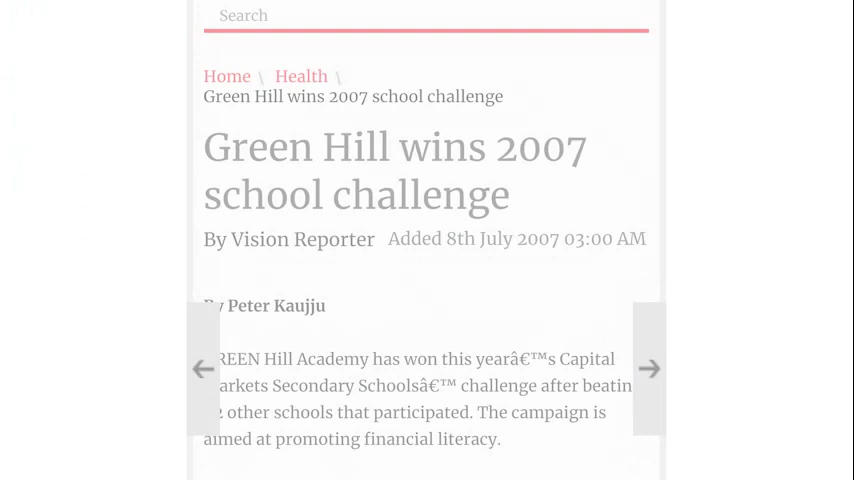 Search
Home \ Health \
Green Hill wins 2007 school challenge
Green Hill wins 2007
school challenge
By Vision Reporter Added 8th July 2007 03:00 AM
By Peter Kaujju
REEN Hill Academy has won this yearâ€™s Capital
arkets Secondary Schoolsâ€™ challenge after beatin
2 other schools that participated. The campaign is
aimed at promoting financial literacy.